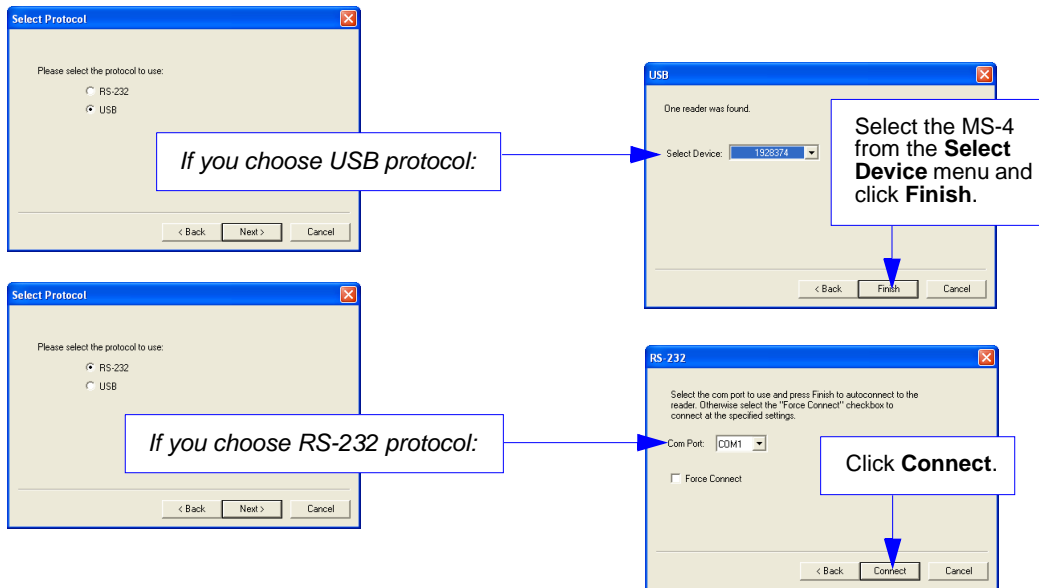 Select Protocol
Please select the protocol to use:
RS-232
USB
If you choose USB protocol:
< Back Next > Cancel
USB
One reader was found.
Select Device: 1928374
Select the MS-4
from the Select
Device menu and
click Finish.
< Back Finish Cancel
Select Protocol
Please select the protocol to use:
RS-232
USB
If you choose RS-232 protocol:
< Back Next > Cancel
RS-232
Select the com port to use and press Finish to autoconnect to the
reader. Otherwise select the "Force Connect" checkbox to
connect at the specified settings.
Com Port: COM1
Force Connect
Click Connect.
< Back Connect Cancel